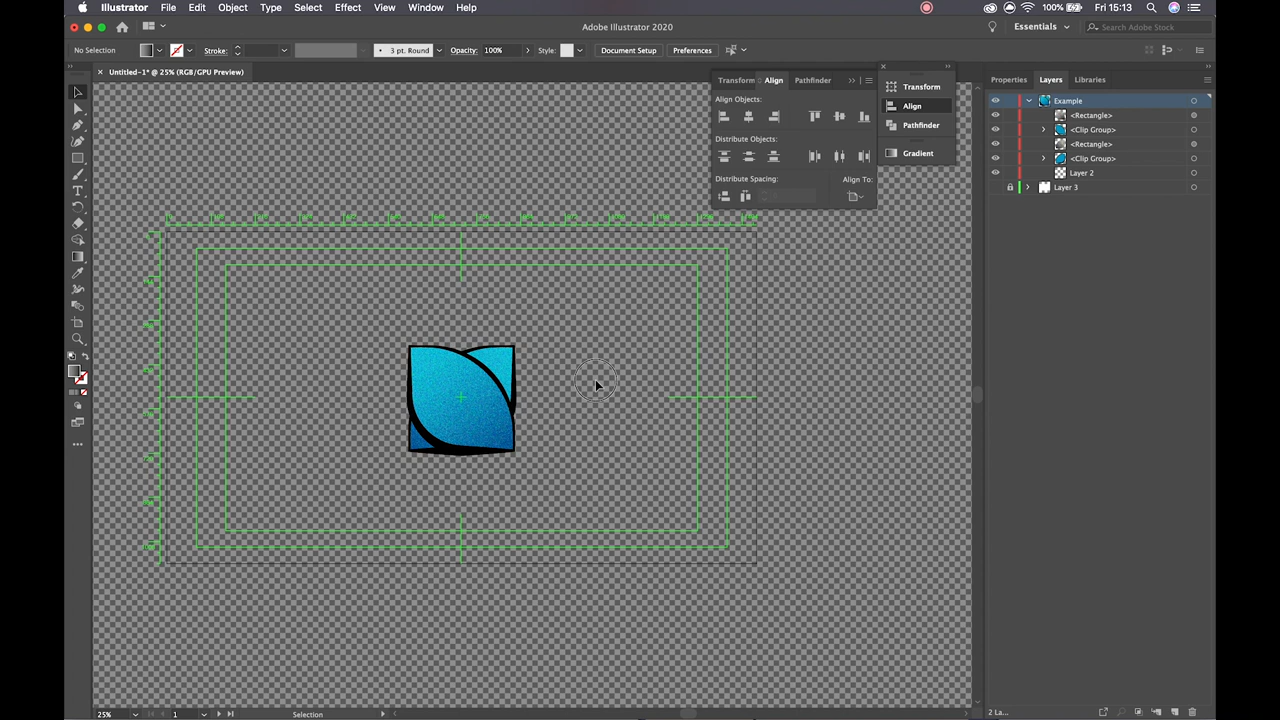 Illustrator File Edit Object Type Select Effect View Window Help 100% Fri 15:13
Adobe Illustrator 2020 Essentials Search Adobe Stock
No Selection Stroke: 3 pt. Round Opacity: 100% Style: Document Setup Preferences
Untitled-1* @ 25% (RGB/GPU Preview)
Transform Align Pathfinder
Align Objects:
Distribute Objects:
Distribute Spacing: Align To:
Transform
Align
Pathfinder
Gradient
Properties Layers Libraries
Example
<Rectangle>
<Clip Group>
<Rectangle>
<Clip Group>
Layer 2
Layer 3
25% 1 Selection
2 La...